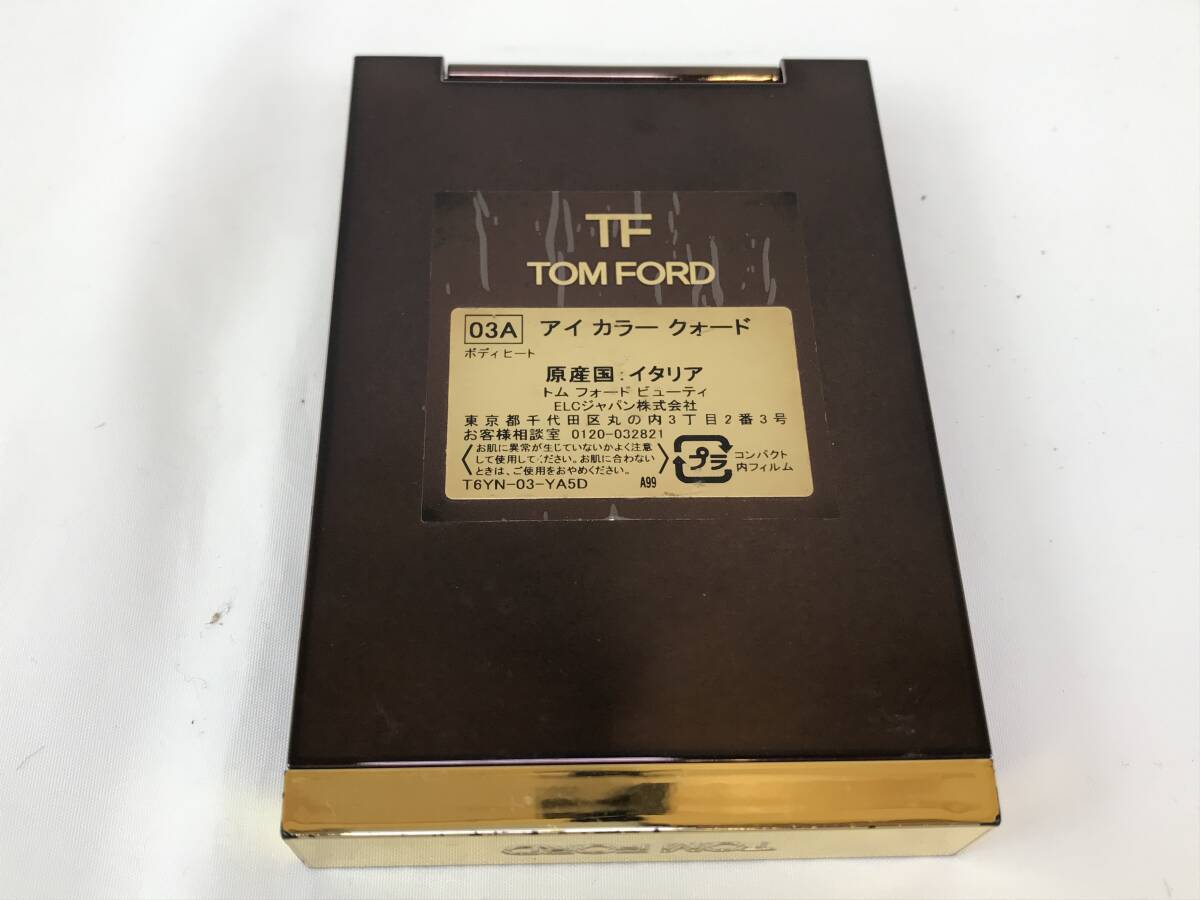 TF
TOM FORD
03A アイ カラー クォード
ボディヒート
原産国:イタリア
トム フォード ビューティ
ELCジャパン株式会社
東京都千代田区丸の内3丁目2番3号
お客様相談室 0120-032821
〈お肌に異常が生じていないかよく注意
して使用してください。お肌に合わない
ときは、ご使用をおやめください。〉
プラ コンパクト
内フィルム
T6YN-03-YA5D A99
TOM FORD